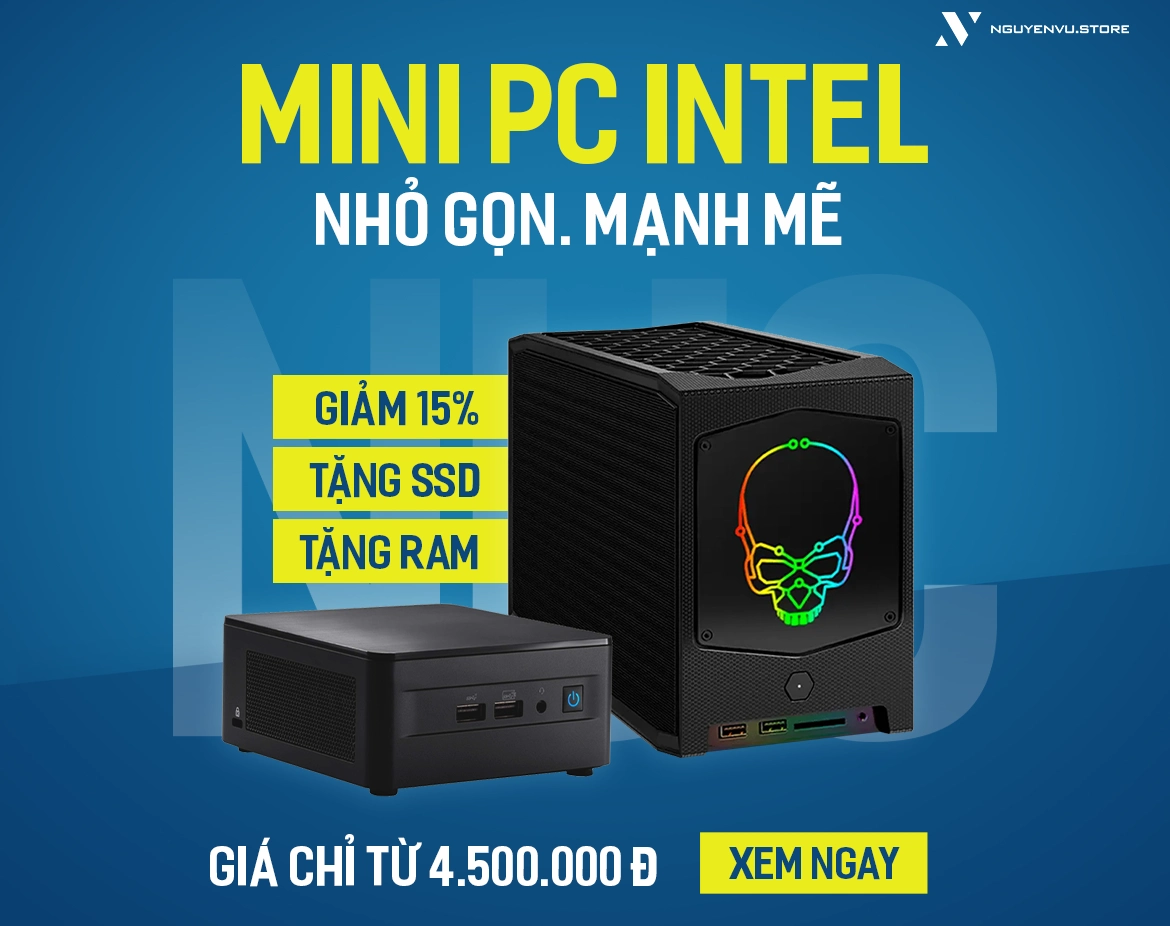 NGUYENVU.STORE
MINI PC INTEL
NHỎ GỌN. MẠNH MẼ
NUC
GIẢM 15%
TẶNG SSD
TẶNG RAM
GIÁ CHỈ TỪ 4.500.000 Đ
XEM NGAY